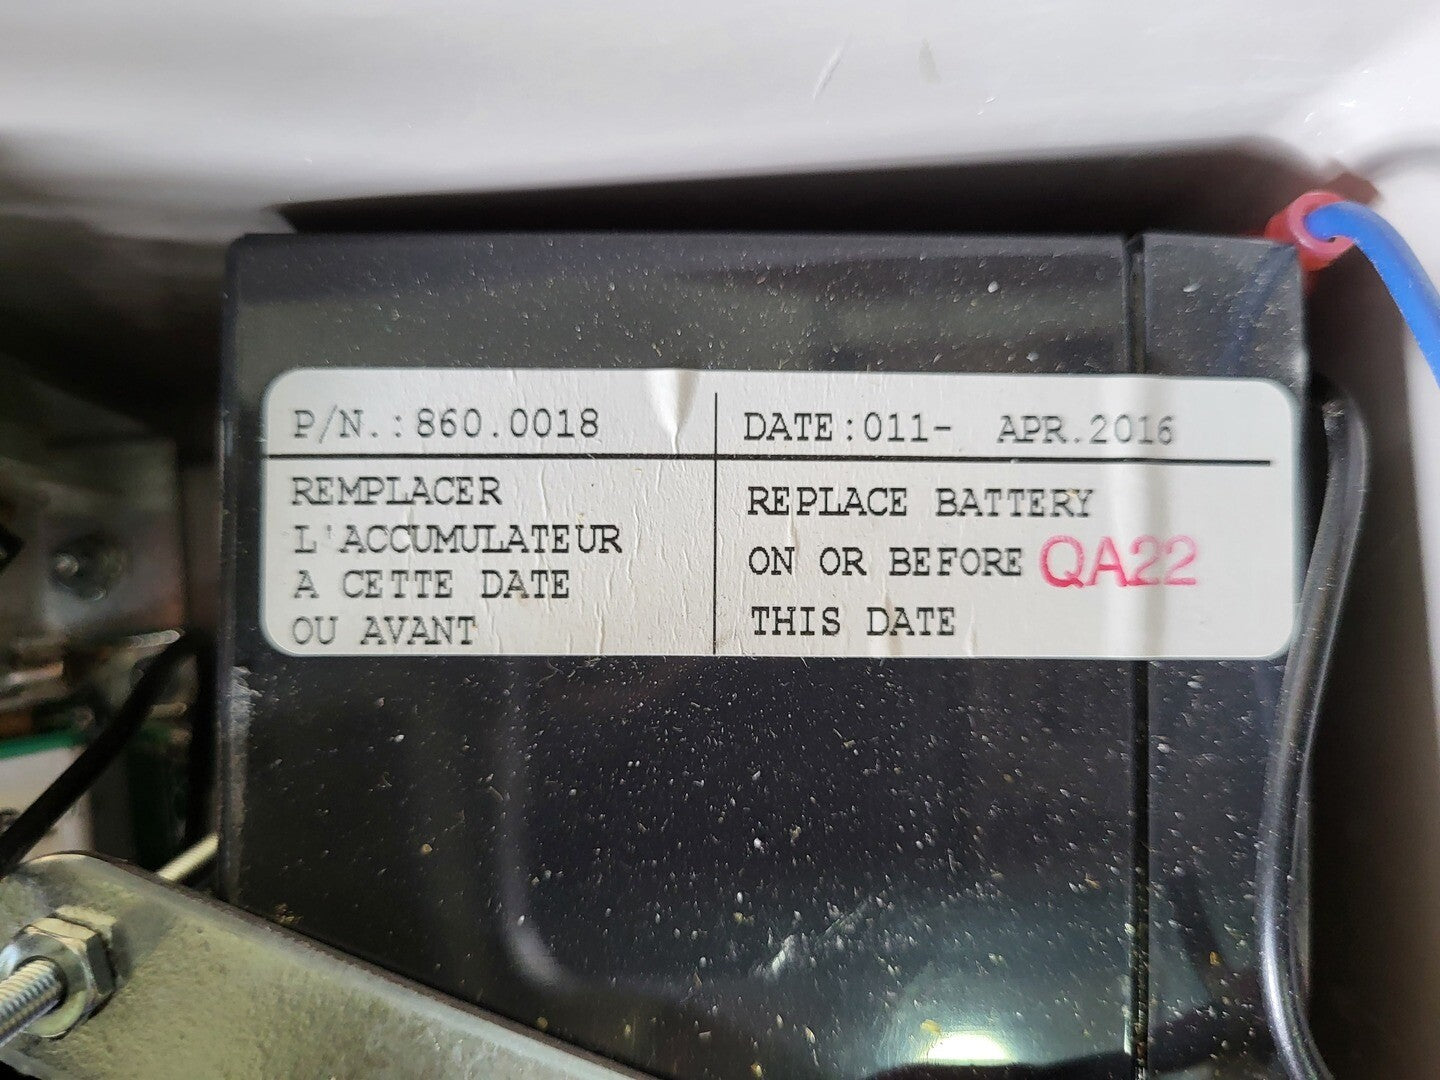 P/N.:860.0018
DATE:011- APR.2016
REMPLACER
L'ACCUMULATEUR
A CETTE DATE
OU AVANT
REPLACE BATTERY
ON OR BEFORE QA22
THIS DATE